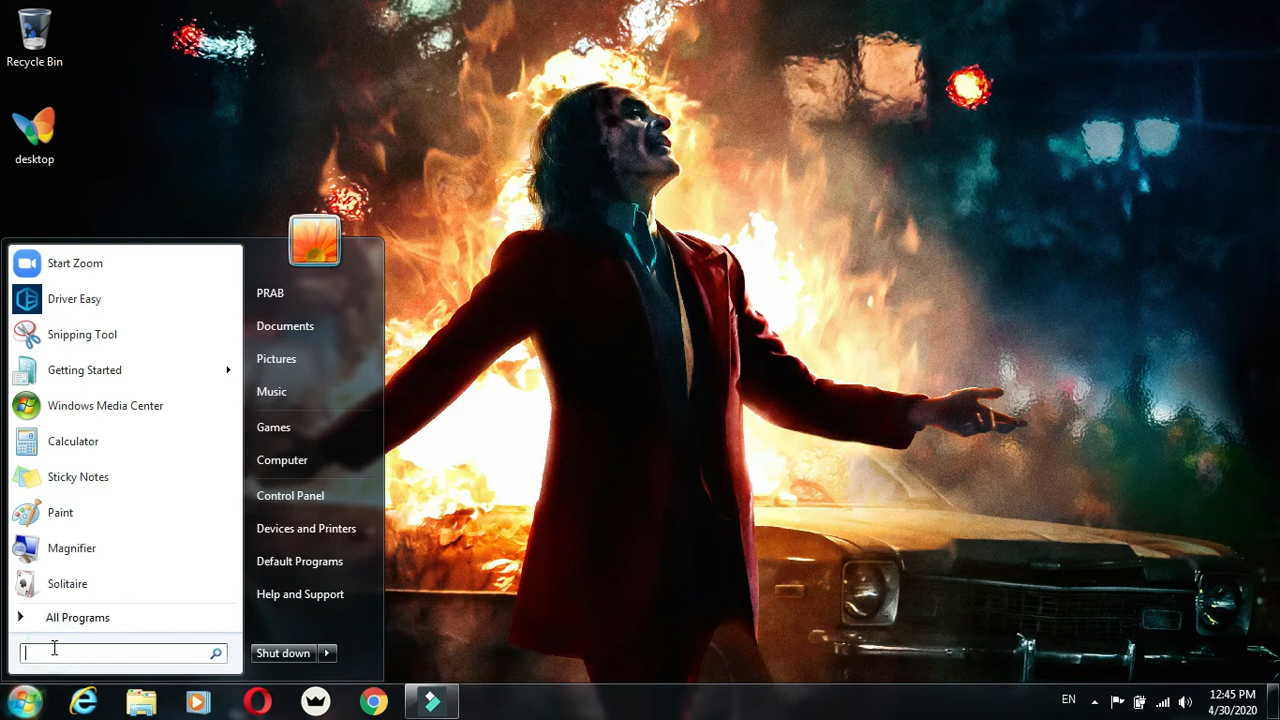 Recycle Bin
desktop
Start Zoom
Driver Easy
Snipping Tool
Getting Started
Windows Media Center
Calculator
Sticky Notes
Paint
Magnifier
Solitaire
All Programs
PRAB
Documents
Pictures
Music
Games
Computer
Control Panel
Devices and Printers
Default Programs
Help and Support
Shut down
EN
12:45 PM
4/30/2020